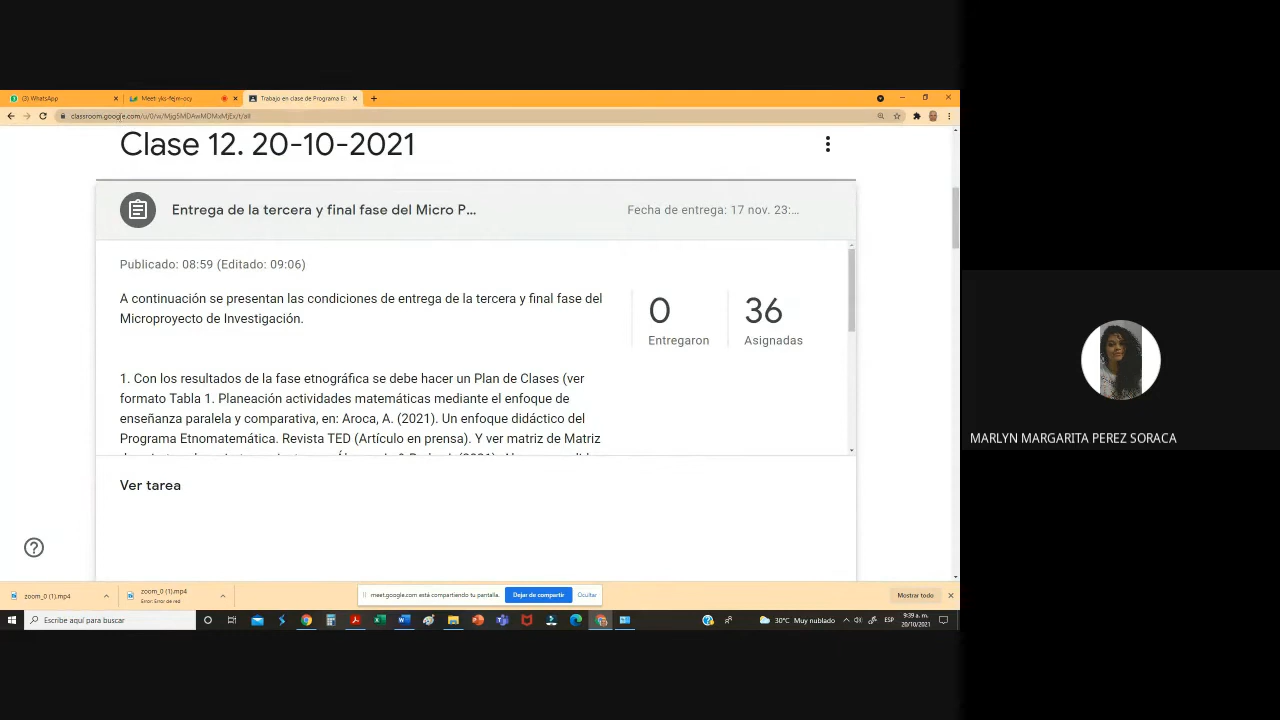 (3) WhatsApp
Meet-yks-fejm-ocy
Trabajo en clase de Programa Et
classroom.google.com/u/0/w/Mjg5MDAwMDMxMjEx/t/all
Clase 12. 20-10-2021
Entrega de la tercera y final fase del Micro P...
Fecha de entrega: 17 nov. 23:...
Publicado: 08:59 (Editado: 09:06)
A continuación se presentan las condiciones de entrega de la tercera y final fase del
Microproyecto de Investigación.
0
Entregaron
36
Asignadas
1. Con los resultados de la fase etnográfica se debe hacer un Plan de Clases (ver
formato Tabla 1. Planeación actividades matemáticas mediante el enfoque de
enseñanza paralela y comparativa, en: Aroca, A. (2021). Un enfoque didáctico del
Programa Etnomatemática. Revista TED (Artículo en prensa). Y ver matriz de Matriz
Ver tarea
MARLYN MARGARITA PEREZ SORACA
zoom_0 (1).mp4
zoom_0 (1).mp4
Error: Error de red
meet.google.com está compartiendo tu pantalla.
Dejar de compartir
Ocultar
Mostrar todo
Escribe aquí para buscar
30°C Muy nublado
ESP
9:39 a. m.
20/10/2021